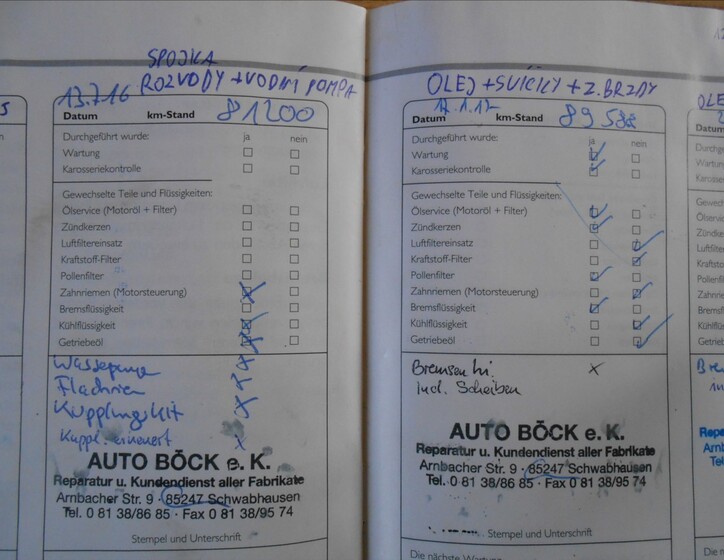 SPOJKA
ROZVODY + VODNÍ POMPA
13.7.16
81200
Datum km-Stand
Durchgeführt wurde: ja nein
Wartung
Karosseriekontrolle
Gewechselte Teile und Flüssigkeiten:
Ölservice (Motoröl + Filter)
Zündkerzen
Luftfiltereinsatz
Kraftstoff-Filter
Pollenfilter
Zahnriemen (Motorsteuerung)
Bremsflüssigkeit
Kühlflüssigkeit
Getriebeöl
Flachriemen
Kupplungskit
Kuppl. erneuert
AUTO BÖCK e. K.
Reparatur u. Kundendienst aller Fabrikate
Arnbacher Str. 9 · 85247 Schwabhausen
Tel. 0 81 38/86 85 · Fax 0 81 38/95 74
Stempel und Unterschrift
OLEJ + SVÍČKY + Z. BRZDY
89
Datum km-Stand
Durchgeführt wurde: ja nein
Wartung
Karosseriekontrolle
Gewechselte Teile und Flüssigkeiten:
Ölservice (Motoröl + Filter)
Zündkerzen
Luftfiltereinsatz
Kraftstoff-Filter
Pollenfilter
Zahnriemen (Motorsteuerung)
Bremsflüssigkeit
Kühlflüssigkeit
Getriebeöl
Bremsen hi. x
incl. Scheiben
AUTO BÖCK e. K.
Reparatur u. Kundendienst aller Fabrikate
Arnbacher Str. 9 · 85247 Schwabhausen
Tel. 0 81 38/86 85 · Fax 0 81 38/95 74
Stempel und Unterschrift
Die nächste Wartung